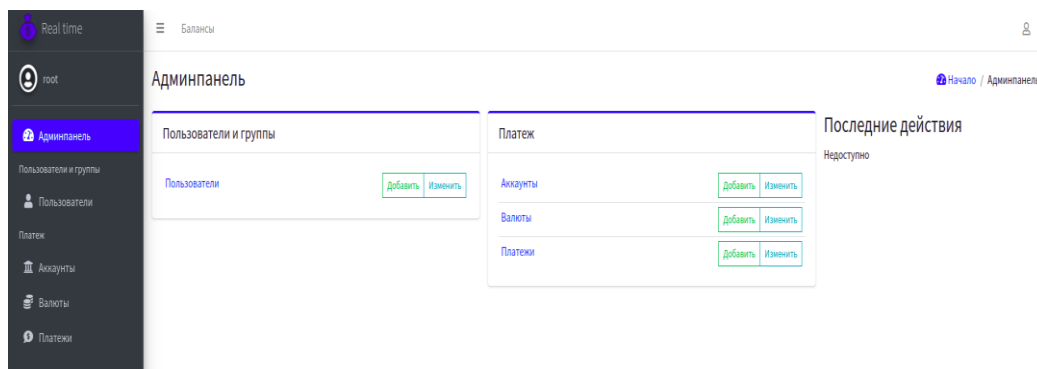 Real time
Балансы
root
Админпанель
Пользователи и группы
Пользователи
Платеж
Аккаунты
Валюты
Платежи
Админпанель
Начало / Админпанель
Пользователи и группы
Пользователи Добавить Изменить
Платеж
Аккаунты Добавить Изменить
Валюты Добавить Изменить
Платежи Добавить Изменить
Последние действия
Недоступно